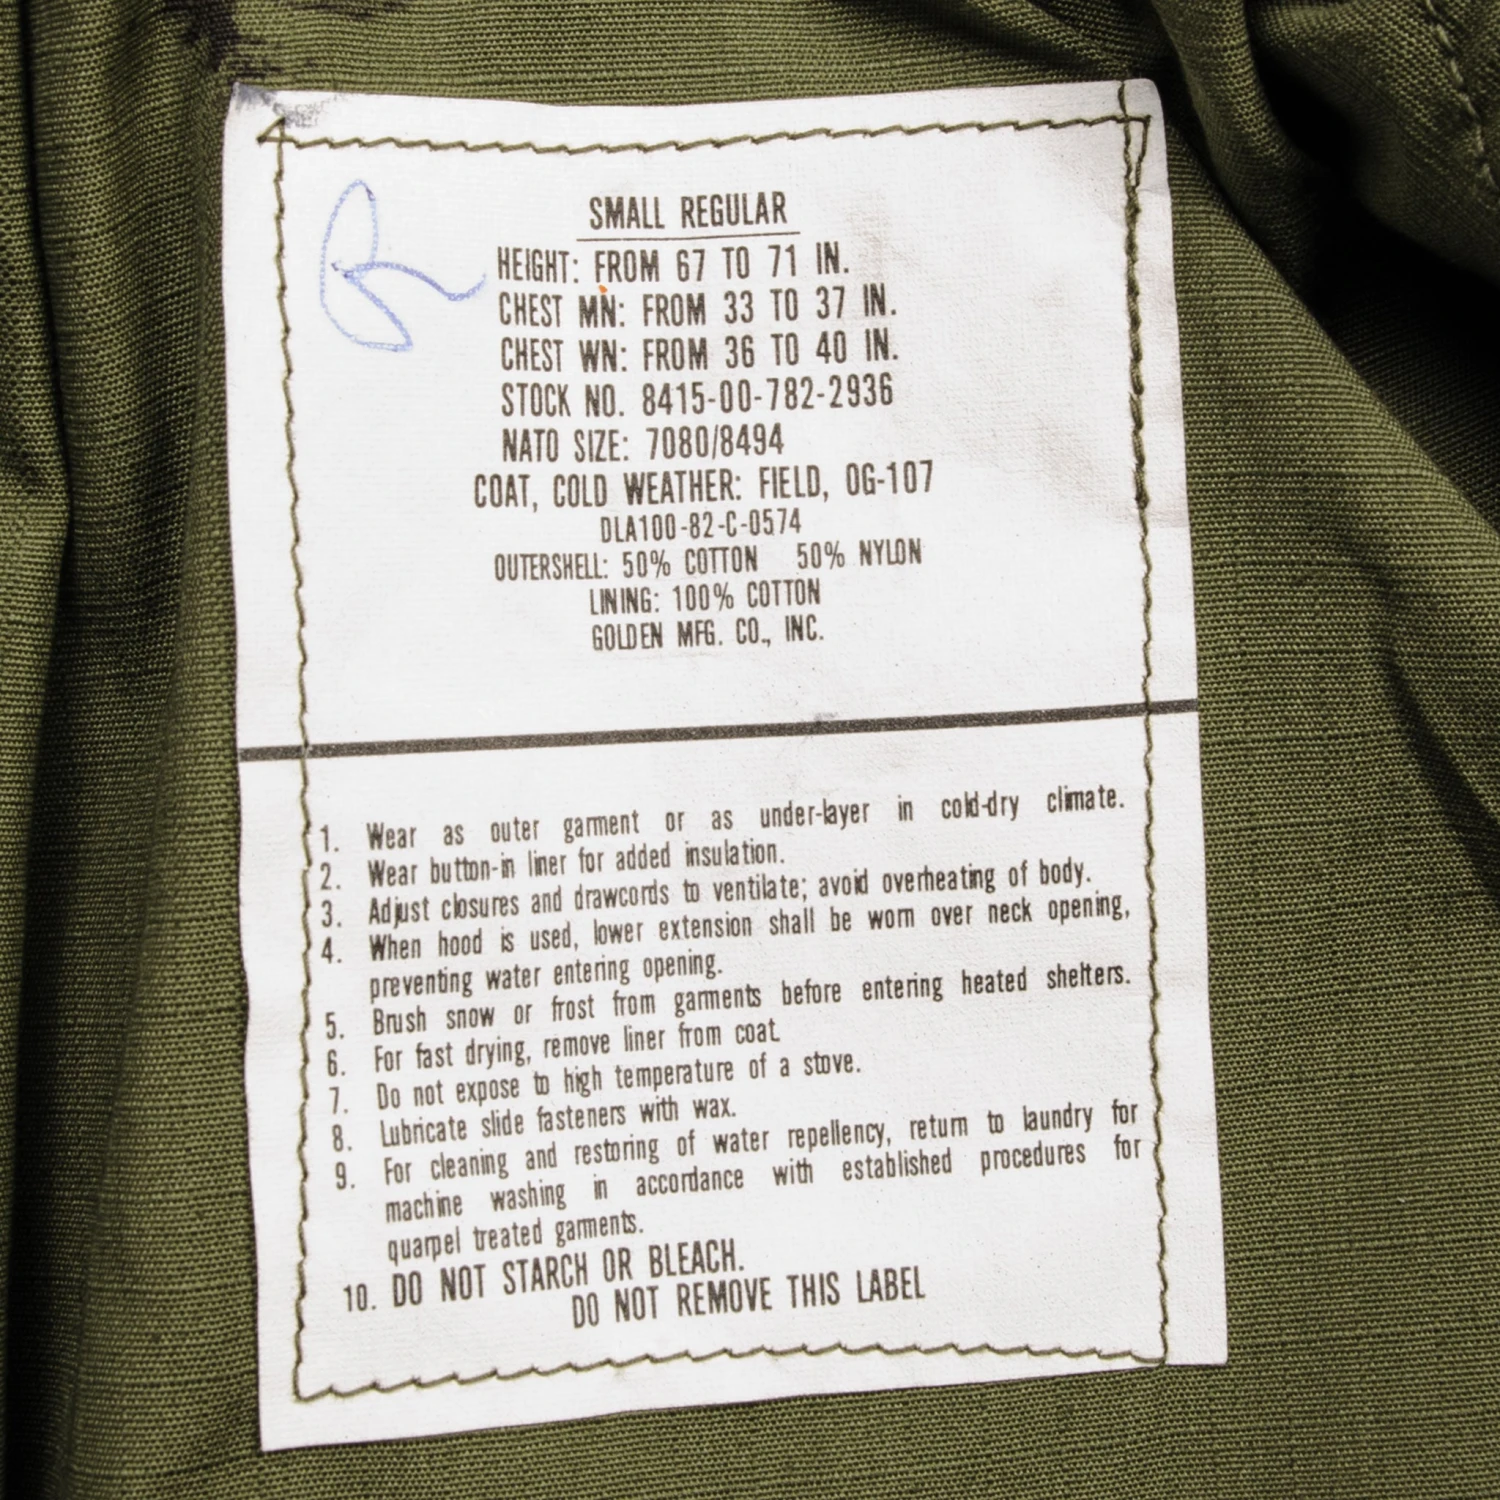 SMALL REGULAR
HEIGHT: FROM 67 TO 71 IN.
CHEST MN: FROM 33 TO 37 IN.
CHEST WN: FROM 36 TO 40 IN.
STOCK NO. 8415-00-782-2936
NATO SIZE: 7080/8494
COAT, COLD WEATHER: FIELD, OG-107
DLA100-82-C-0574
OUTERSHELL: 50% COTTON 50% NYLON
LINING: 100% COTTON
GOLDEN MFG. CO., INC.
1. Wear as outer garment or as under-layer in cold-dry climate.
2. Wear button-in liner for added insulation.
3. Adjust closures and drawcords to ventilate; avoid overheating of body.
4. When hood is used, lower extension shall be worn over neck opening,
preventing water entering opening.
5. Brush snow or frost from garments before entering heated shelters.
6. For fast drying, remove liner from coat.
7. Do not expose to high temperature of a stove.
8. Lubricate slide fasteners with wax.
9. For cleaning and restoring of water repellency, return to laundry for
machine washing in accordance with established procedures for
quarpel treated garments.
10. DO NOT STARCH OR BLEACH.
DO NOT REMOVE THIS LABEL